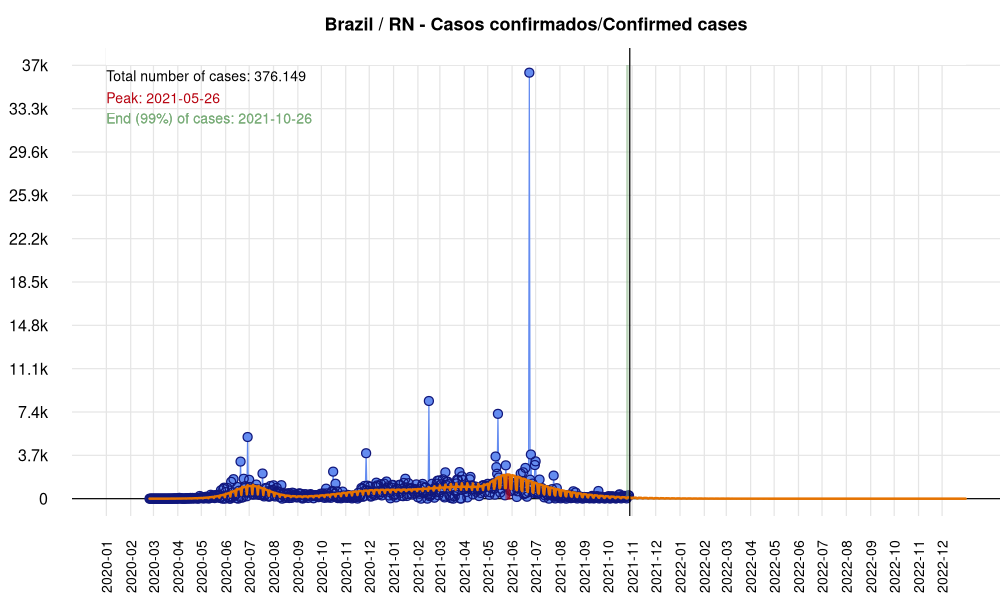 Brazil / RN - Casos confirmados/Confirmed cases
Total number of cases: 376.149
Peak: 2021-05-26
End (99%) of cases: 2021-10-26
37k
33.3k
29.6k
25.9k
22.2k
18.5k
14.8k
11.1k
7.4k
3.7k
0
2020-01
2020-02
2020-03
2020-04
2020-05
2020-06
2020-07
2020-08
2020-09
2020-10
2020-11
2020-12
2021-01
2021-02
2021-03
2021-04
2021-05
2021-06
2021-07
2021-08
2021-09
2021-10
2021-11
2021-12
2022-02
2022-02
2022-03
2022-04
2022-05
2022-06
2022-07
2022-08
2022-09
2022-10
2022-11
2022-12